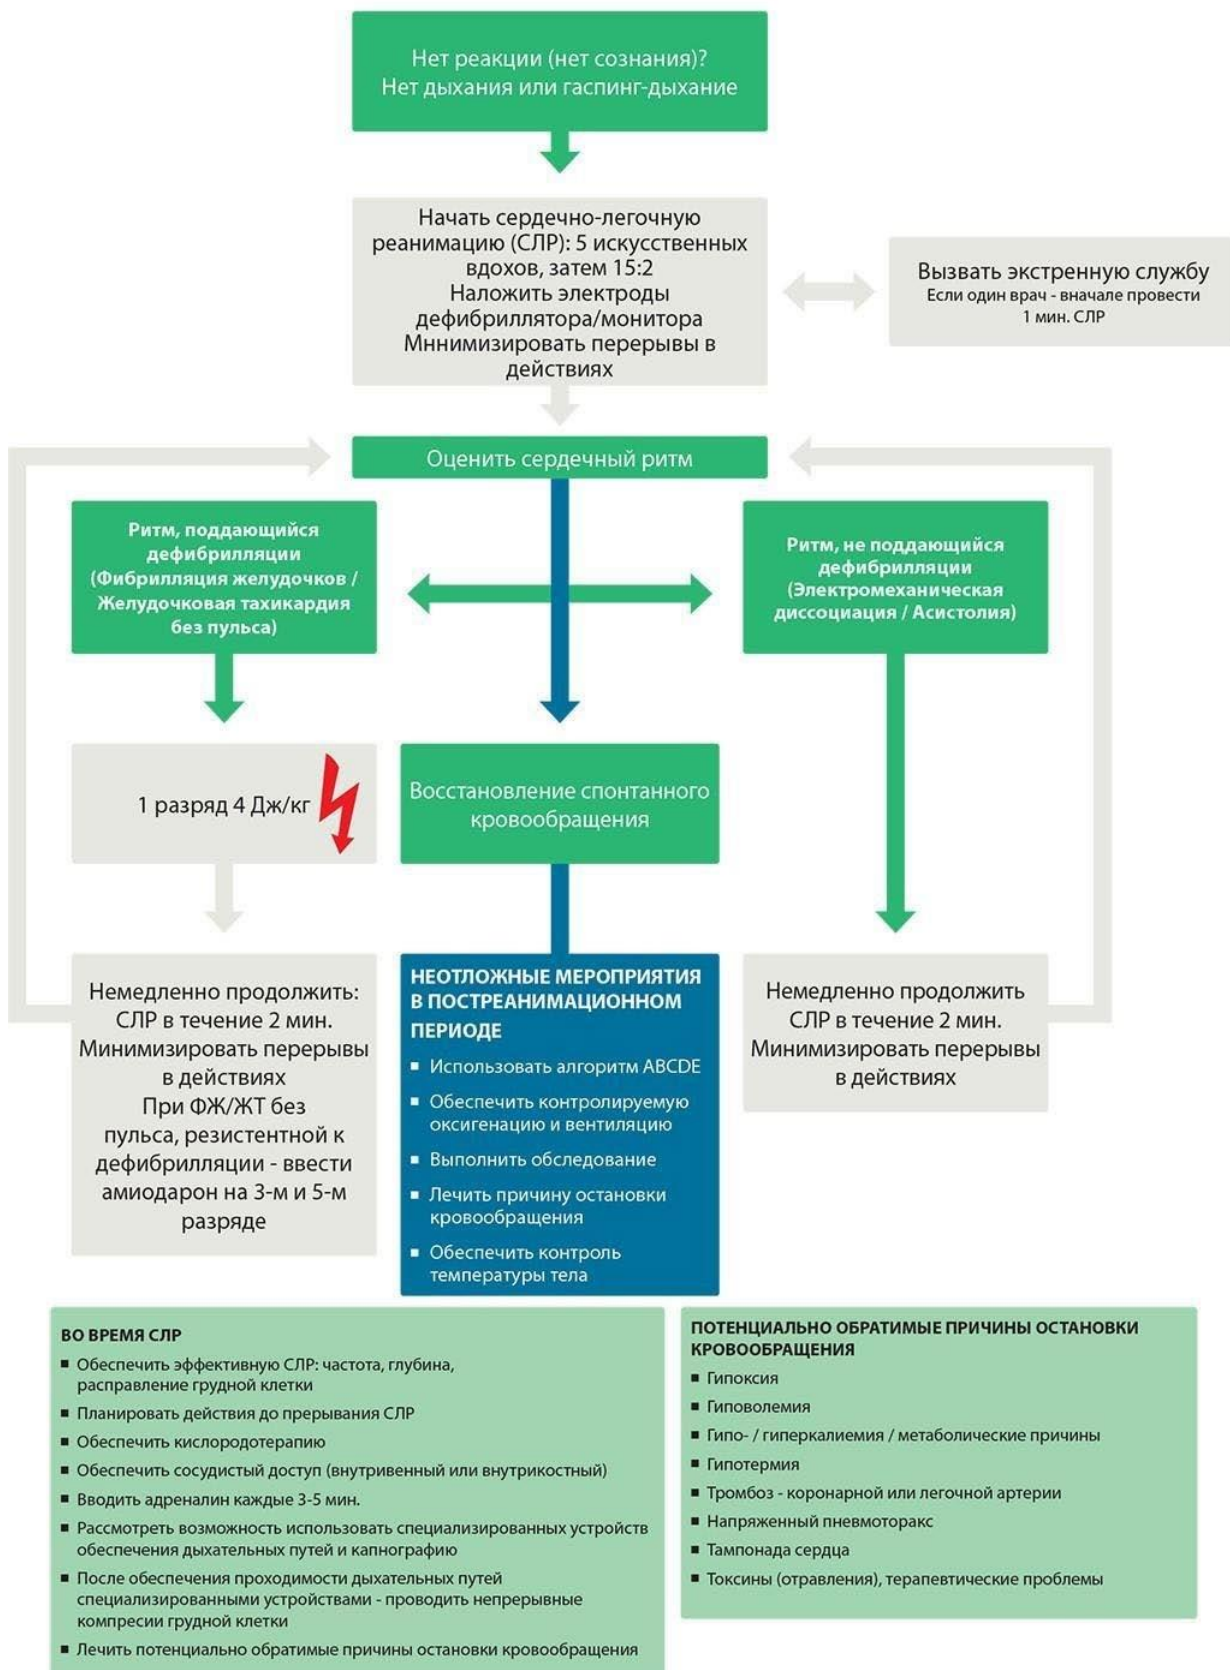 Нет реакции (нет сознания)?
Нет дыхания или гаспинг-дыхание
Начать сердечно-легочную
реанимацию (СЛР): 5 искусственных
вдохов, затем 15:2
Наложить электроды
дефибриллятора/монитора
Мннимизировать перерывы в
действиях
Вызвать экстренную службу
Если один врач - вначале провести
1 мин. СЛР
Оценить сердечный ритм
Ритм, поддающийся
дефибрилляции
(Фибрилляция желудочков /
Желудочковая тахикардия
без пульса)
Ритм, не поддающийся
дефибрилляции
(Электромеханическая
диссоциация / Асистолия)
1 разряд 4 Дж/кг
Восстановление спонтанного
кровообращения
Немедленно продолжить:
СЛР в течение 2 мин.
Минимизировать перерывы
в действиях
При ФЖ/ЖТ без
пульса, резистентной к
дефибрилляции - ввести
амиодарон на 3-м и 5-м
разряде
НЕОТЛОЖНЫЕ МЕРОПРИЯТИЯ
В ПОСТРЕАНИМАЦИОННОМ
ПЕРИОДЕ
▪ Использовать алгоритм ABCDE
▪ Обеспечить контролируемую
оксигенацию и вентиляцию
▪ Выполнить обследование
▪ Лечить причину остановки
кровообращения
▪ Обеспечить контроль
температуры тела
Немедленно продолжить
СЛР в течение 2 мин.
Минимизировать перерывы
в действиях
ВО ВРЕМЯ СЛР
▪ Обеспечить эффективную СЛР: частота, глубина,
расправление грудной клетки
▪ Планировать действия до прерывания СЛР
▪ Обеспечить кислородотерапию
▪ Обеспечить сосудистый доступ (внутривенный или внутрикостный)
▪ Вводить адреналин каждые 3-5 мин.
▪ Рассмотреть возможность использовать специализированных устройств
обеспечения дыхательных путей и капнографию
▪ После обеспечения проходимости дыхательных путей
специализированными устройствами - проводить непрерывные
компресии грудной клетки
▪ Лечить потенциально обратимые причины остановки кровообращения
ПОТЕНЦИАЛЬНО ОБРАТИМЫЕ ПРИЧИНЫ ОСТАНОВКИ
КРОВООБРАЩЕНИЯ
▪ Гипоксия
▪ Гиповолемия
▪ Гипо- / гиперкалиемия / метаболические причины
▪ Гипотермия
▪ Тромбоз - коронарной или легочной артерии
▪ Напряженный пневмоторакс
▪ Тампонада сердца
▪ Токсины (отравления), терапевтические проблемы